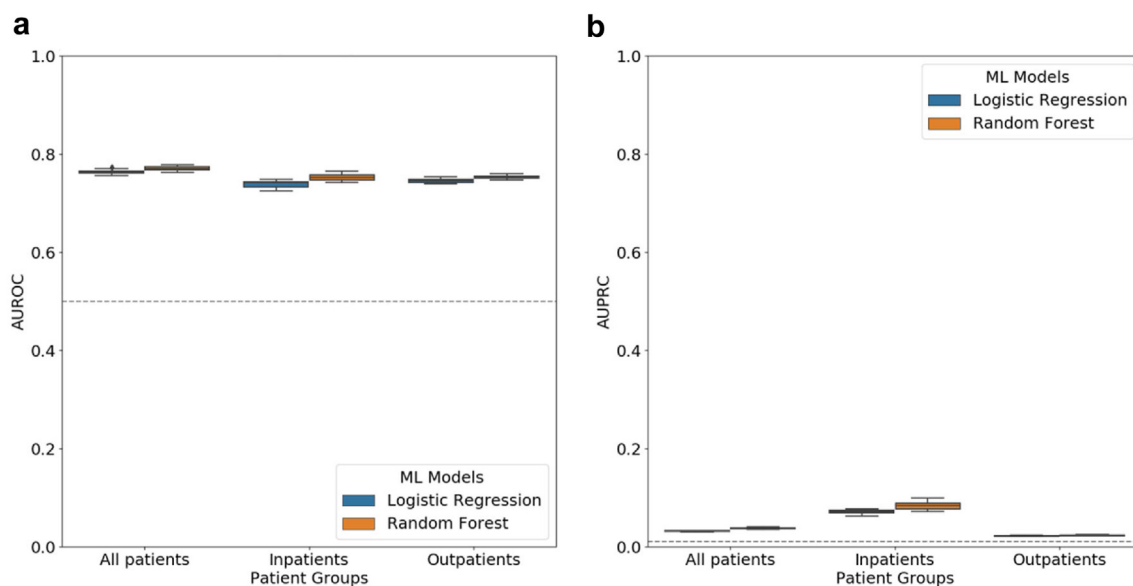 a
1.0
0.8
0.6
0.4
0.2
0.0
AUROC
ML Models
Logistic Regression
Random Forest
All patients
Inpatients
Outpatients
Patient Groups
b
1.0
0.8
0.6
0.4
0.2
0.0
AUPRC
ML Models
Logistic Regression
Random Forest
All patients
Inpatients
Outpatients
Patient Groups